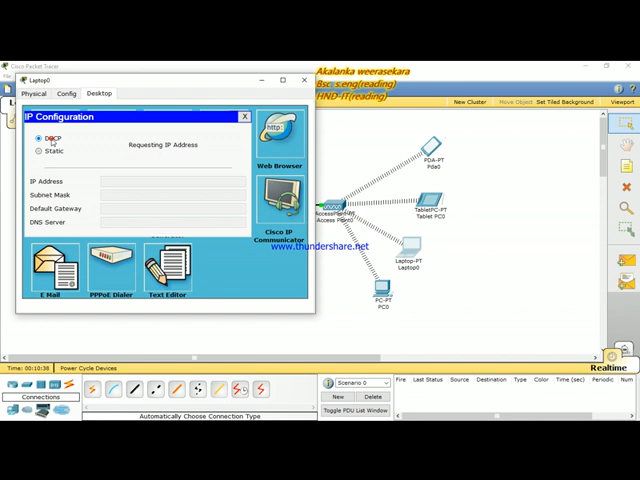 Cisco Packet Tracer
Akalanka weerasekara
Bsc. s.eng(reading)
HND-IT(reading)
Laptop0
Physical
Config
Desktop
New Cluster
Move Object
Set Tiled Background
Viewport
IP Configuration
X
DHCP
Static
Requesting IP Address
IP Address
Subnet Mask
Default Gateway
DNS Server
http:
Web Browser
Cisco IP
Communicator
E Mail
PPPoE Dialer
Text Editor
www.thundershare.net
PDA-PT
Pda0
TabletPC-PT
Tablet PC0
Access Point0
Laptop-PT
Laptop0
PC-PT
PC0
Time: 00:10:38
Power Cycle Devices
Realtime
Connections
Automatically Choose Connection Type
Scenario 0
New
Delete
Toggle PDU List Window
Fire
Last Status
Source
Destination
Type
Color
Time (sec)
Periodic
Num